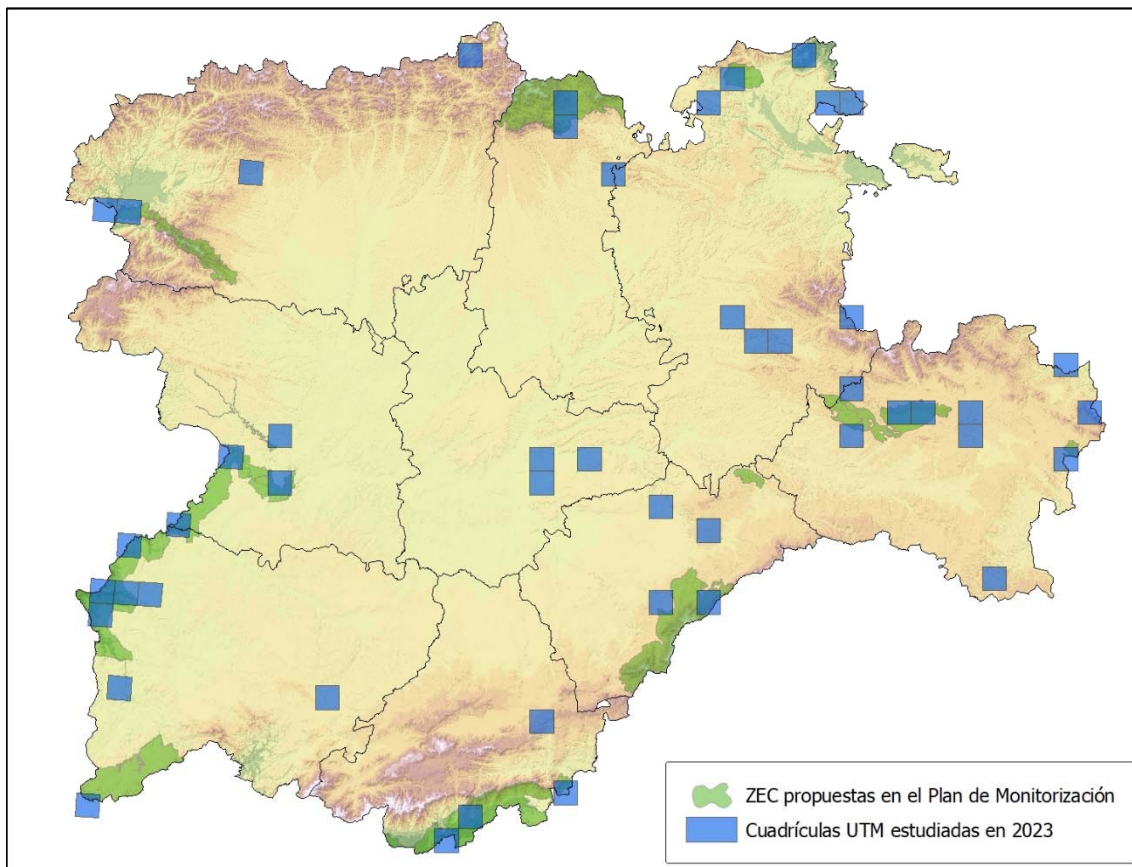 ZEC propuestas en el Plan de Monitorización
Cuadrículas UTM estudiadas en 2023